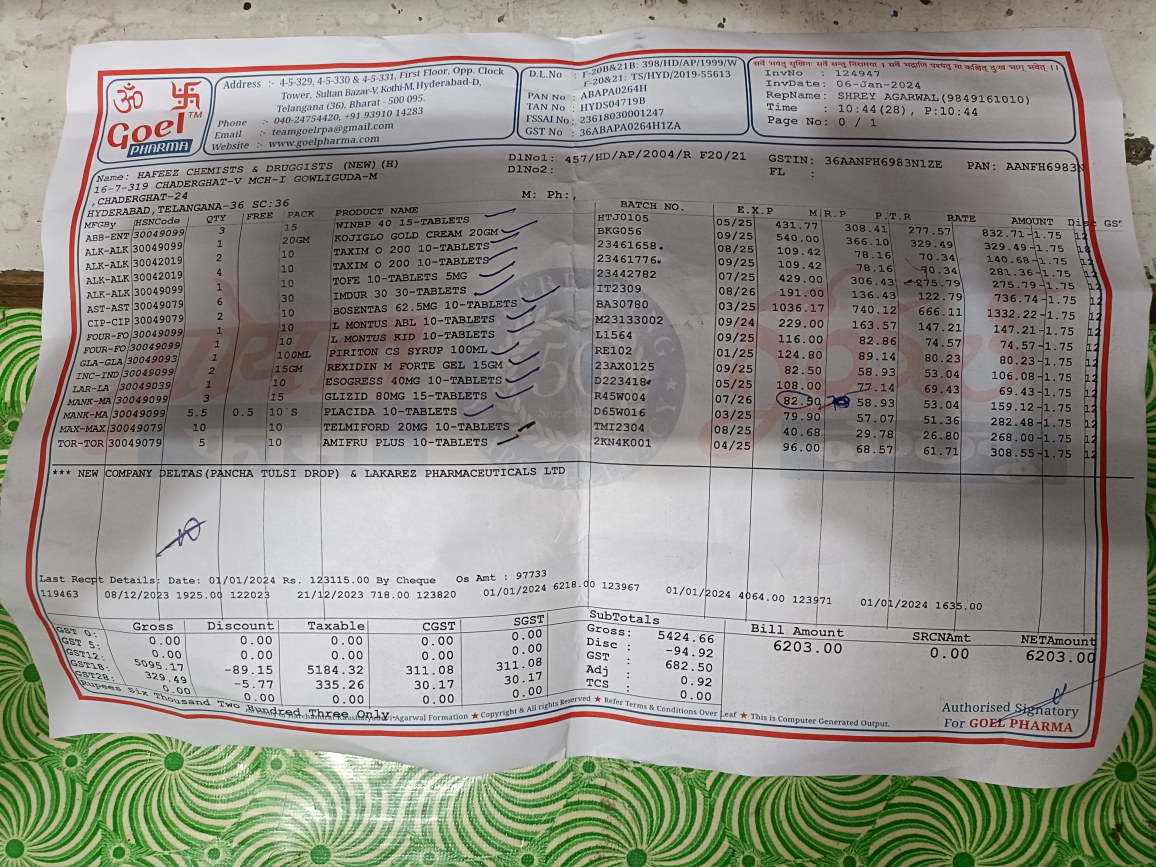 ॐ 卐
Goel™
PHARMA
Address :- 4-5-329, 4-5-330 & 4-5-331, First Floor, Opp. Clock
Tower, Sultan Bazar-V, Kothi-M, Hyderabad-D,
Telangana (36), Bharat - 500 095.
Phone :- 040-24754420, +91 93910 14283
Email :- teamgoelrpa@gmail.com
Website :- www.goelpharma.com
D.L.No : F-20B&21B: 398/HD/AP/1999/W
F-20&21: TS/HYD/2019-55613
PAN No : ABAPA0264H
TAN No : HYDS04719B
FSSAI No : 23618030001247
GST No : 36ABAPA0264H1ZA
सर्वे भवंतु सुखिनः सर्वे सन्तु निरामया । सर्वे भद्राणि पश्यंतु मा कश्चित् दुःख भाग् भवेत् ।।
InvNo : 124947
InvDate: 06-Jan-2024
RepName: SHREY AGARWAL(9849161010)
Time : 10:44(28), P:10:44
Page No: 0 / 1
Name: HAFEEZ CHEMISTS & DRUGGISTS (NEW)(H)
16-7-319 CHADERGHAT-V MCH-I GOWLIGUDA-M
,CHADERGHAT-24
HYDERABAD,TELANGANA-36 SC:36
M: Ph:,
DlNo1: 457/HD/AP/2004/R F20/21
DlNo2:
GSTIN: 36AANFH6983N1ZE PAN: AANFH6983N
FL :
MFGBy HSNCode QTY FREE PACK PRODUCT NAME BATCH NO. E.X.P M.R.P P.T.R RATE AMOUNT Disc GST
ABB-ENT 30049099 3 15 WINBP 40 15-TABLETS HTJ0105 05/25 431.77 308.41 277.57 832.71-1.75 12
ALK-ALK 30049099 1 20GM KOJIGLO GOLD CREAM 20GM BKG056 09/25 540.00 366.10 329.49 329.49-1.75 18
ALK-ALK 30042019 2 10 TAXIM O 200 10-TABLETS 23461658 08/25 109.42 78.16 70.34 140.68-1.75 12
ALK-ALK 30042019 4 10 TAXIM O 200 10-TABLETS 23461776 09/25 109.42 78.16 70.34 281.36-1.75 12
ALK-ALK 30049099 1 10 TOFE 10-TABLETS 5MG 23442782 07/25 429.00 306.43 275.79 275.79-1.75 12
AST-AST 30049079 6 30 IMDUR 30 30-TABLETS IT2309 08/26 191.00 136.43 122.79 736.74-1.75 12
CIP-CIP 30049079 2 10 BOSENTAS 62.5MG 10-TABLETS BA30780 03/25 1036.17 740.12 666.11 1332.22-1.75 12
FOUR-FO 30049099 1 10 L MONTUS ABL 10-TABLETS M23133002 09/24 229.00 163.57 147.21 147.21-1.75 12
FOUR-FO 30049099 1 10 L MONTUS KID 10-TABLETS L1564 09/25 116.00 82.86 74.57 74.57-1.75 12
GLA-GLA 30049093 1 100ML PIRITON CS SYRUP 100ML RE102 01/25 124.80 89.14 80.23 80.23-1.75 12
INC-IND 30049099 2 15GM REXIDIN M FORTE GEL 15GM 23AX0125 09/25 82.50 58.93 53.04 106.08-1.75 12
LAR-LA 30049039 1 10 ESOGRESS 40MG 10-TABLETS D223418 05/25 108.00 77.14 69.43 69.43-1.75 12
MANK-MA 30049099 3 15 GLIZID 80MG 15-TABLETS R45W004 07/26 82.50 58.93 53.04 159.12-1.75 12
MANK-MA 30049099 5.5 0.5 10`S PLACIDA 10-TABLETS D65W016 03/25 79.90 57.07 51.36 282.48-1.75 12
MAX-MAX 30049079 10 10 TELMIFORD 20MG 10-TABLETS TMI2304 08/25 40.68 29.78 26.80 268.00-1.75 12
TOR-TOR 30049079 5 10 AMIFRU PLUS 10-TABLETS 2KN4K001 04/25 96.00 68.57 61.71 308.55-1.75 12
*** NEW COMPANY DELTAS(PANCHA TULSI DROP) & LAKAREZ PHARMACEUTICALS LTD
Last Recpt Details: Date: 01/01/2024 Rs. 123115.00 By Cheque Os Amt : 97733
119463 08/12/2023 1925.00 122023 21/12/2023 718.00 123820 01/01/2024 6218.00 123967 01/01/2024 4064.00 123971 01/01/2024 1635.00
Gross Discount Taxable CGST SGST
GST 0: 0.00 0.00 0.00 0.00 0.00
GST 5: 0.00 0.00 0.00 0.00 0.00
GST12: 5095.17 -89.15 5184.32 311.08 311.08
GST18: 329.49 -5.77 335.26 30.17 30.17
GST28: 0.00 0.00 0.00 0.00 0.00
Rupees Six Thousand Two Hundred Three Only
SubTotals
Gross: 5424.66
Disc : -94.92
GST : 682.50
Adj : 0.92
TCS : 0.00
Bill Amount SRCNAmt NETAmount
6203.00 0.00 6203.00
Agarwal Formation ★ Copyright & All rights Reserved ★ Refer Terms & Conditions Over Leaf ★ This is Computer Generated Output.
Authorised Signatory
For GOEL PHARMA